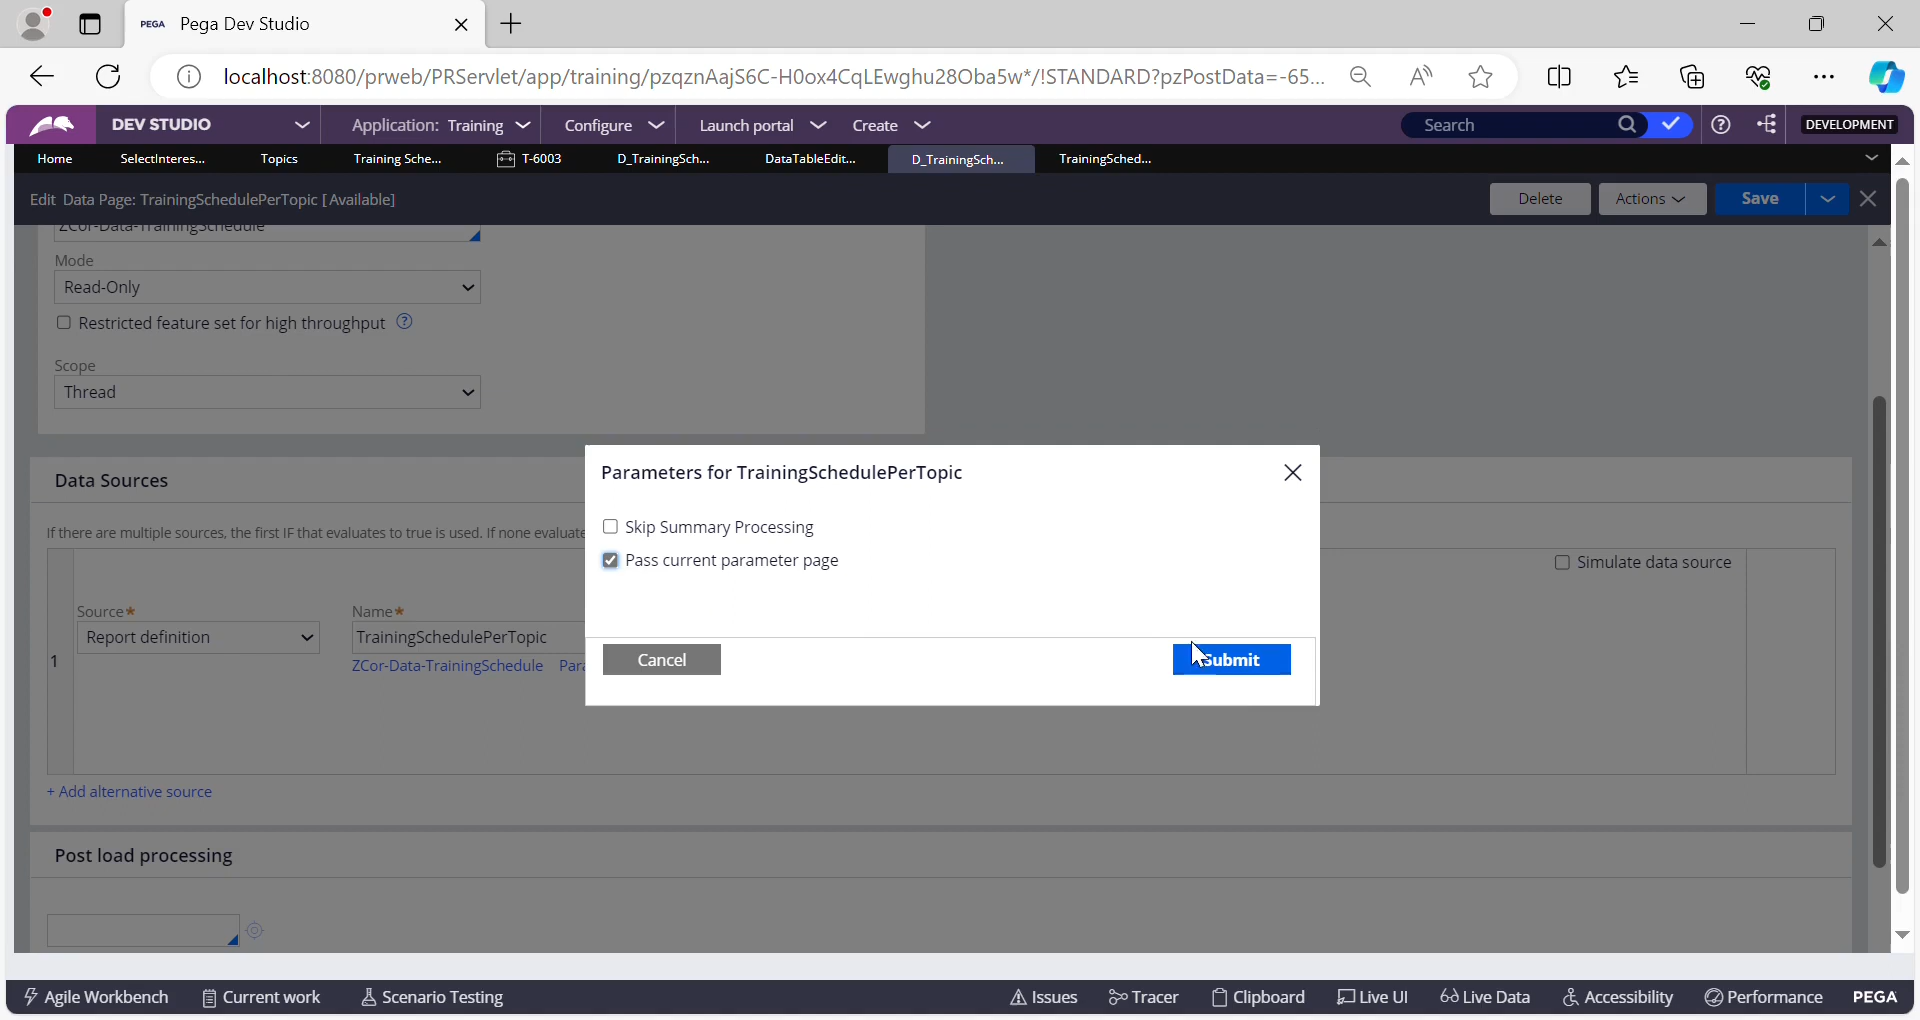 PEGA Pega Dev Studio
localhost:8080/prweb/PRServlet/app/training/pzqznAajS6C-H0ox4CqLEwghu28Oba5w*/!STANDARD?pzPostData=-65...
DEV STUDIO Application: Training Configure Launch portal Create Search DEVELOPMENT
Home SelectInteres... Topics Training Sche... T-6003 D_TrainingSch... DataTableEdit... D_TrainingSch... TrainingSched...
Edit Data Page: TrainingSchedulePerTopic [Available] Delete Actions Save
ZCor-Data-TrainingSchedule
Mode
Read-Only
Restricted feature set for high throughput ?
Scope
Thread
Parameters for TrainingSchedulePerTopic
Data Sources
Skip Summary Processing
If there are multiple sources, the first IF that evaluates to true is used. If none evaluate
Pass current parameter page Simulate data source
Source* Name*
Report definition TrainingSchedulePerTopic
1 ZCor-Data-TrainingSchedule Para
Cancel Submit
+ Add alternative source
Post load processing
Agile Workbench Current work Scenario Testing Issues Tracer Clipboard Live UI Live Data Accessibility Performance PEGA